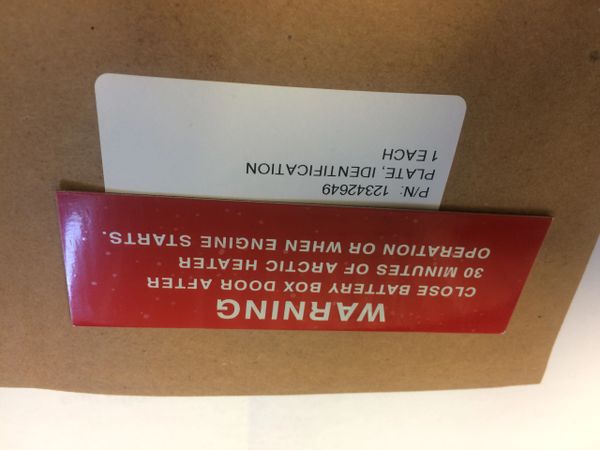 WARNING
CLOSE BATTERY BOX DOOR AFTER
30 MINUTES OF ARCTIC HEATER
OPERATION OR WHEN ENGINE STARTS.
P/N: 12342649
PLATE, IDENTIFICATION
1 EACH